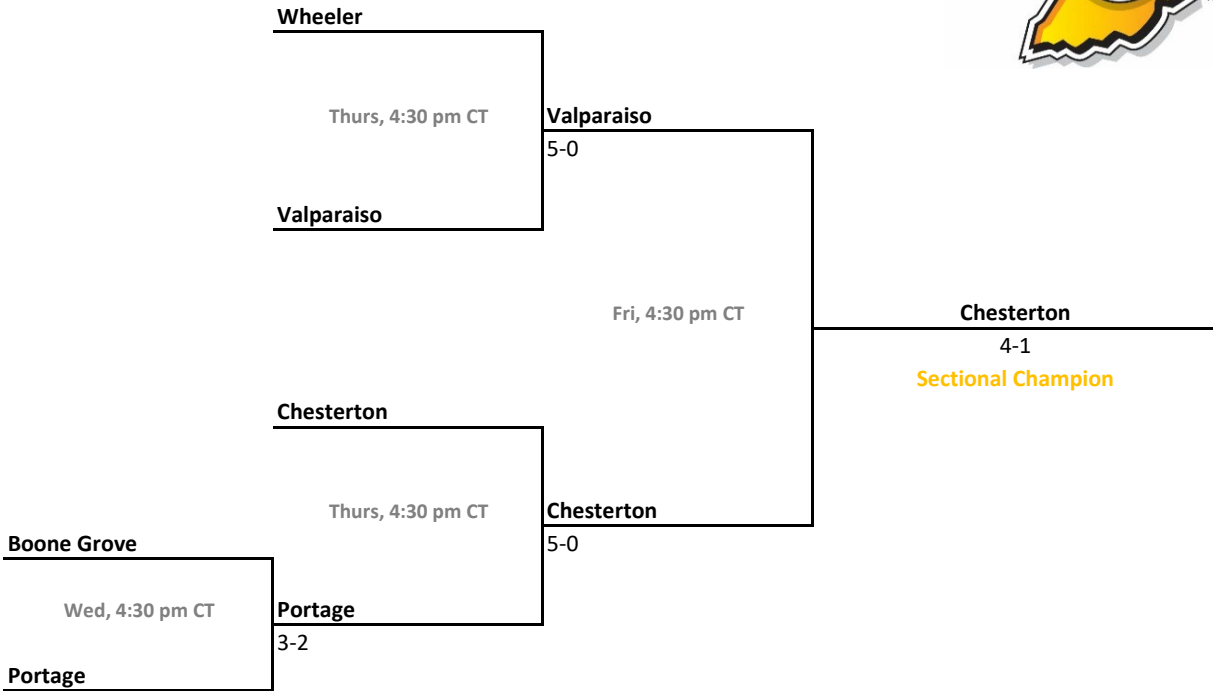 Wheeler
Thurs, 4:30 pm CT
Valparaiso
5-0
Valparaiso
Fri, 4:30 pm CT
Chesterton
4-1
Sectional Champion
Chesterton
Thurs, 4:30 pm CT
Chesterton
Boone Grove
5-0
Wed, 4:30 pm CT
Portage
3-2
Portage